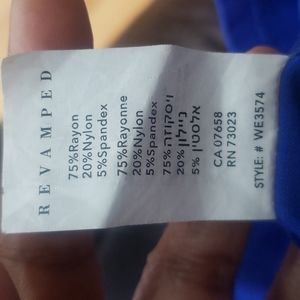 REVAMPED
75%Rayon
20%Nylon
5%Spandex
75%Rayonne
20%Nylon
5%Spandex
75%ויסקוזה
20% ניילון
5% אלסטין
CA 07658
RN 73023
STYLE: # WE3574